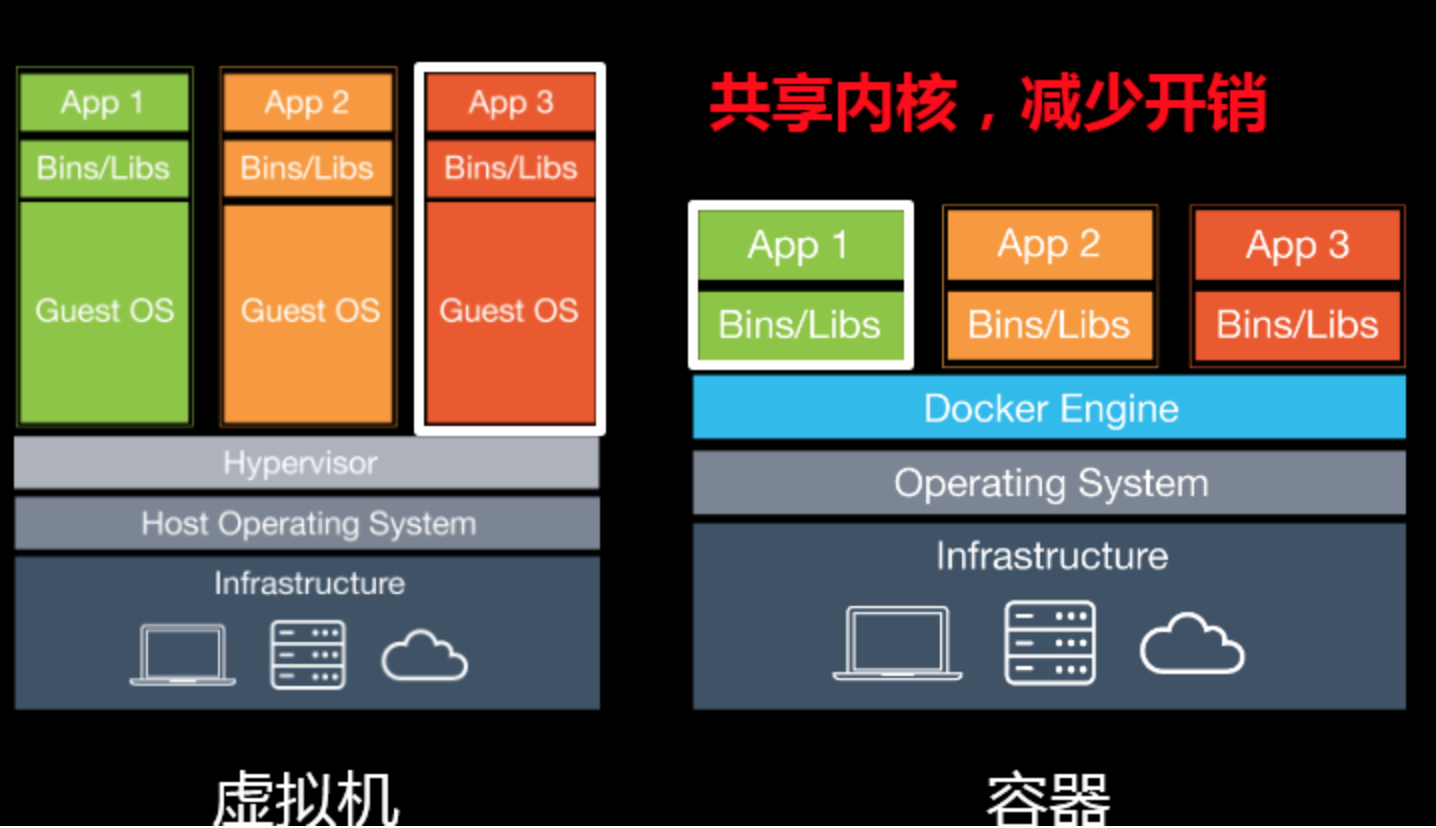 App 1
App 2
App 3
Bins/Libs
Bins/Libs
Bins/Libs
Guest OS
Guest OS
Guest OS
Hypervisor
Host Operating System
Infrastructure
虚拟机
共享内核，减少开销
App 1
App 2
App 3
Bins/Libs
Bins/Libs
Bins/Libs
Docker Engine
Operating System
Infrastructure
容器